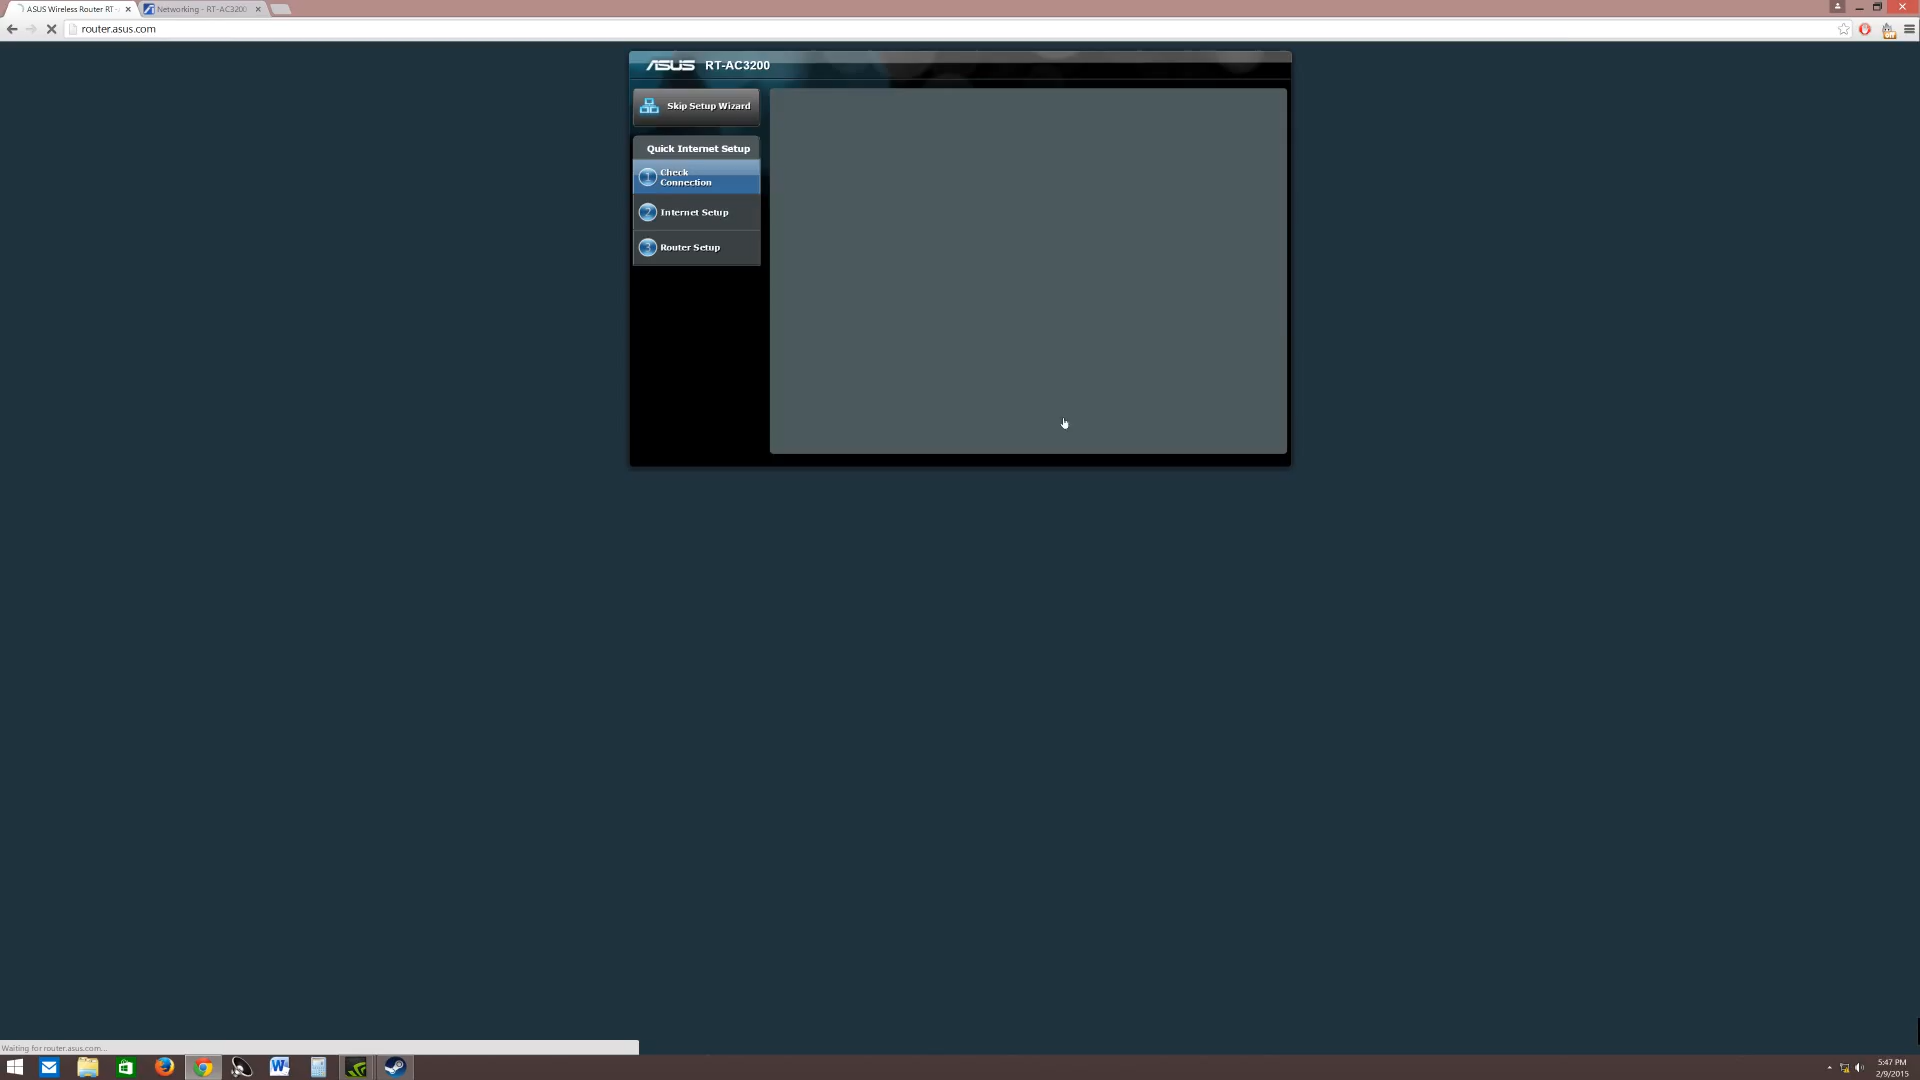 ASUS Wireless Router RT-
Networking - RT-AC3200
router.asus.com
ASUS RT-AC3200
Skip Setup Wizard
Quick Internet Setup
1 Check
Connection
2 Internet Setup
3 Router Setup
Waiting for router.asus.com...
5:47 PM
2/9/2015